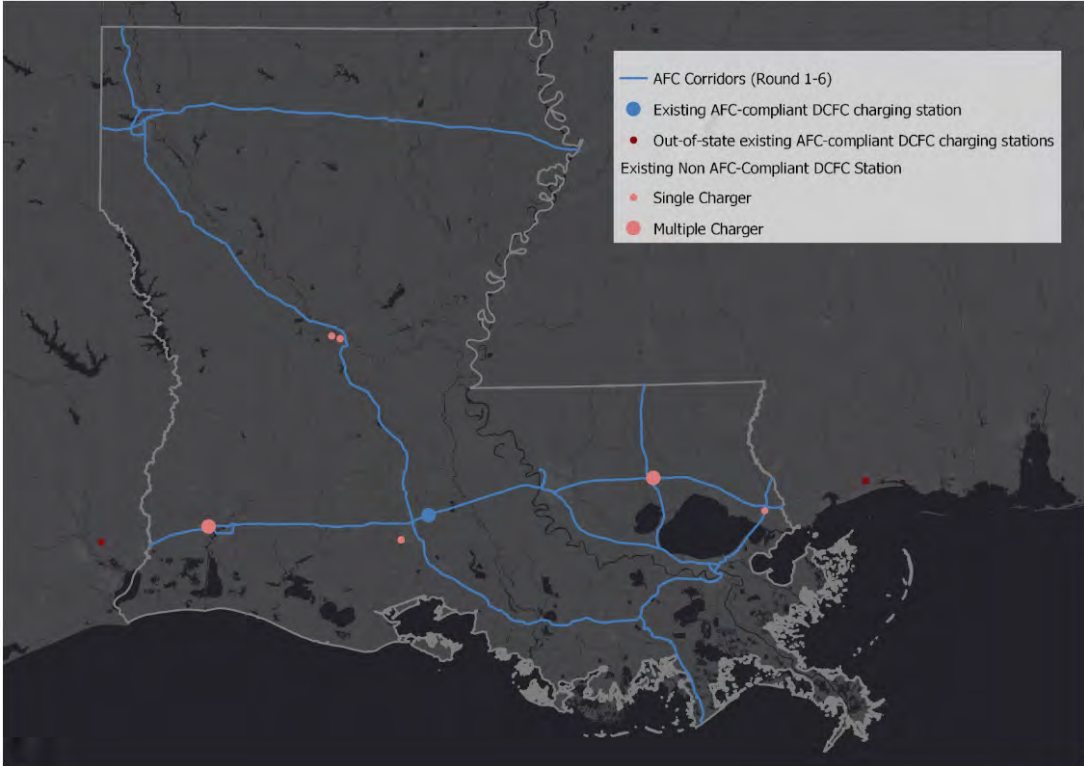 AFC Corridors (Round 1-6)
Existing AFC-compliant DCFC charging station
Out-of-state existing AFC-compliant DCFC charging stations
Existing Non AFC-Compliant DCFC Station
Single Charger
Multiple Charger